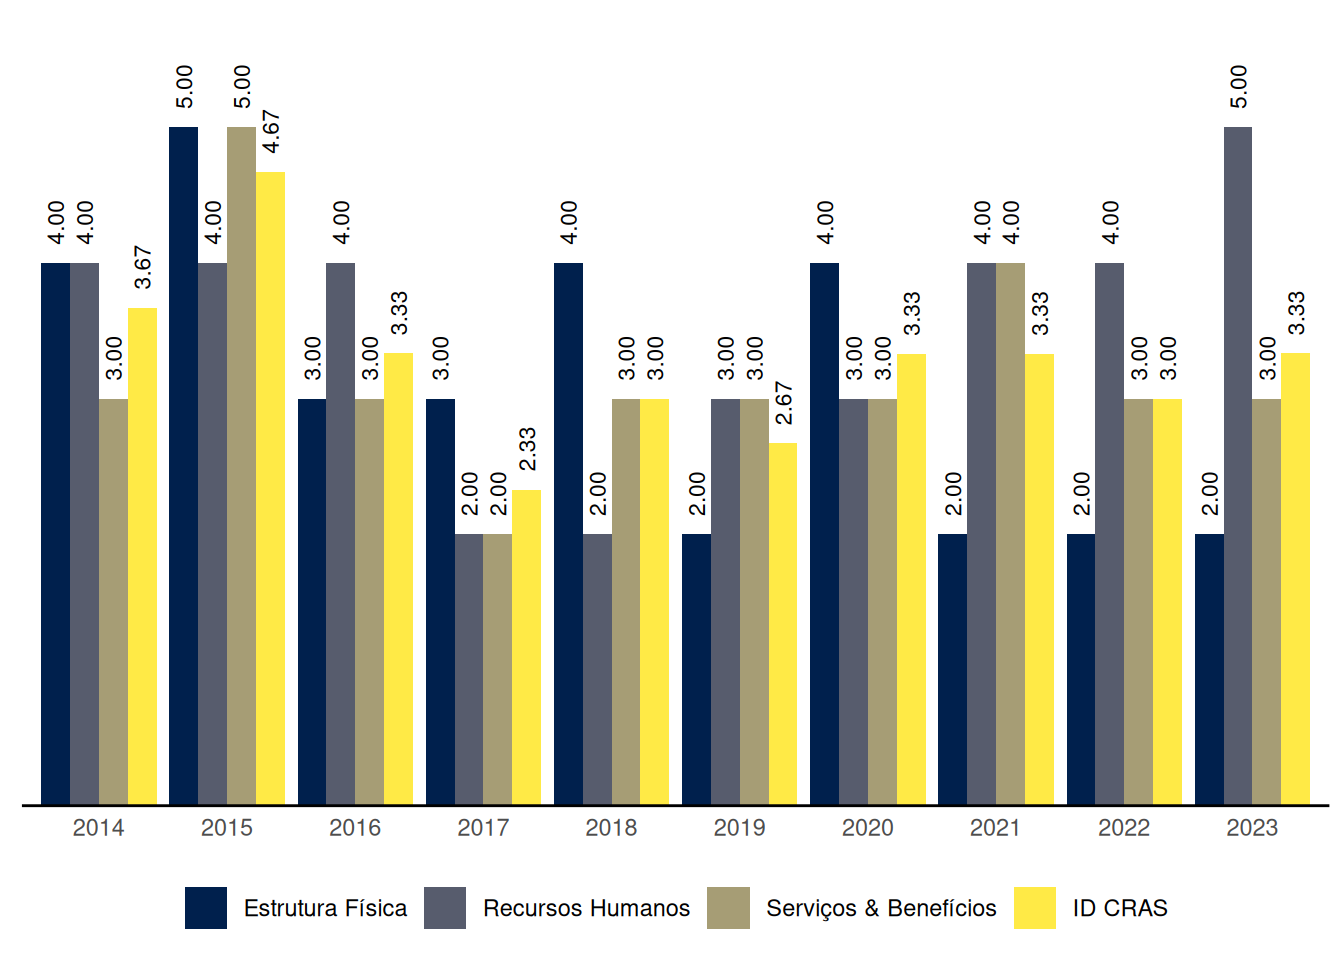 4.00 4.00 3.00 3.67
5.00 4.00 5.00 4.67
3.00 4.00 3.00 3.33
3.00 2.00 2.00 2.33
4.00 2.00 3.00 3.00
2.00 3.00 3.00 2.67
4.00 3.00 3.00 3.33
2.00 4.00 4.00 3.33
2.00 4.00 3.00 3.00
2.00 5.00 3.00 3.33
2014 2015 2016 2017 2018 2019 2020 2021 2022 2023
Estrutura Física Recursos Humanos Serviços & Benefícios ID CRAS